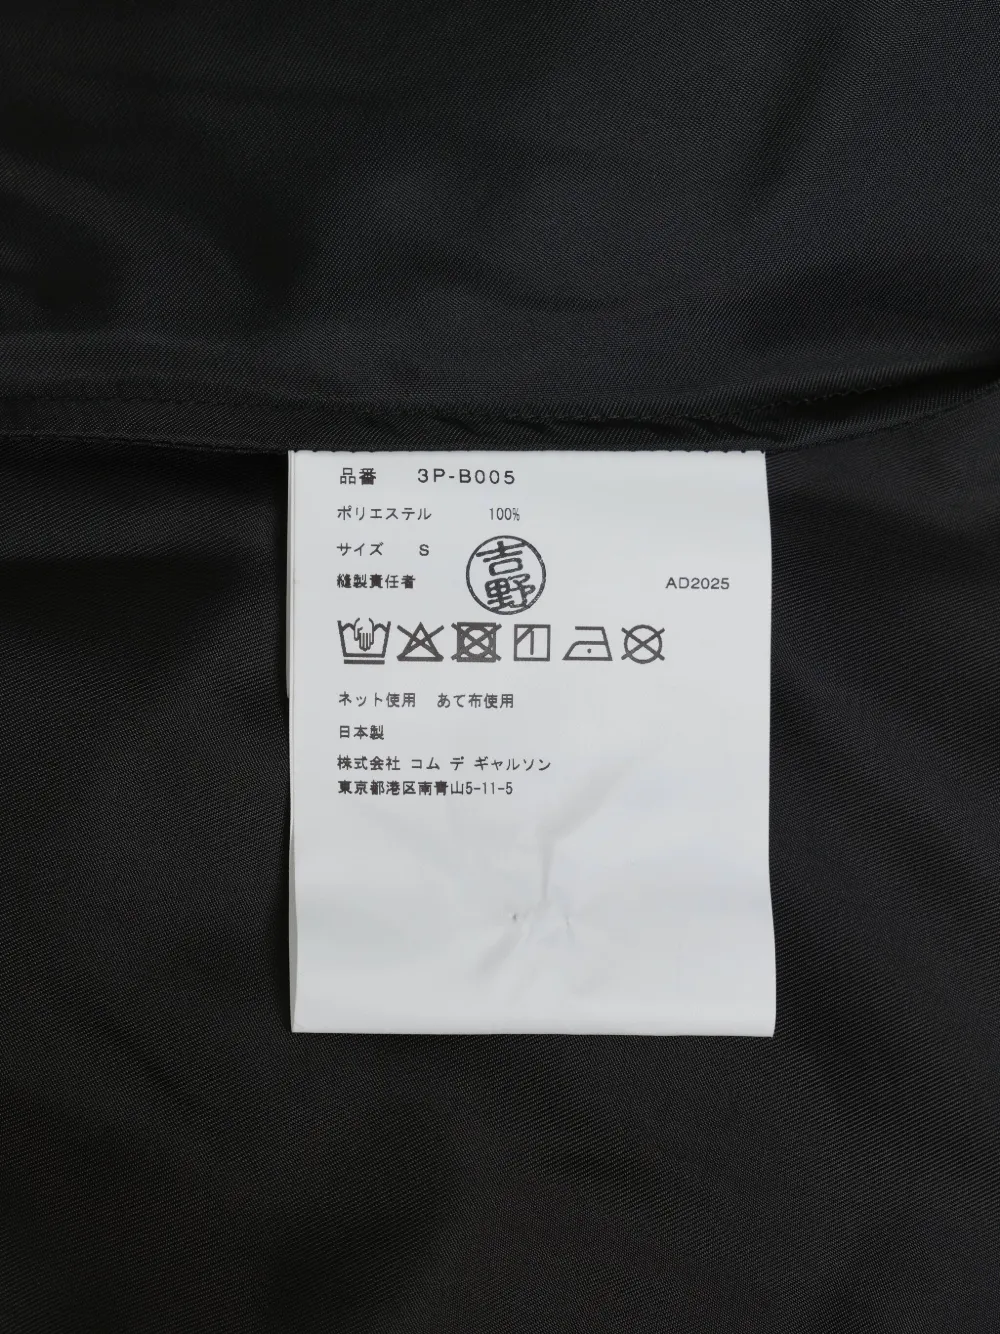 品番 3P-B005
ポリエステル 100%
サイズ S
縫製責任者 吉野 AD2025
ネット使用 あて布使用
日本製
株式会社 コム デ ギャルソン
東京都港区南青山5-11-5